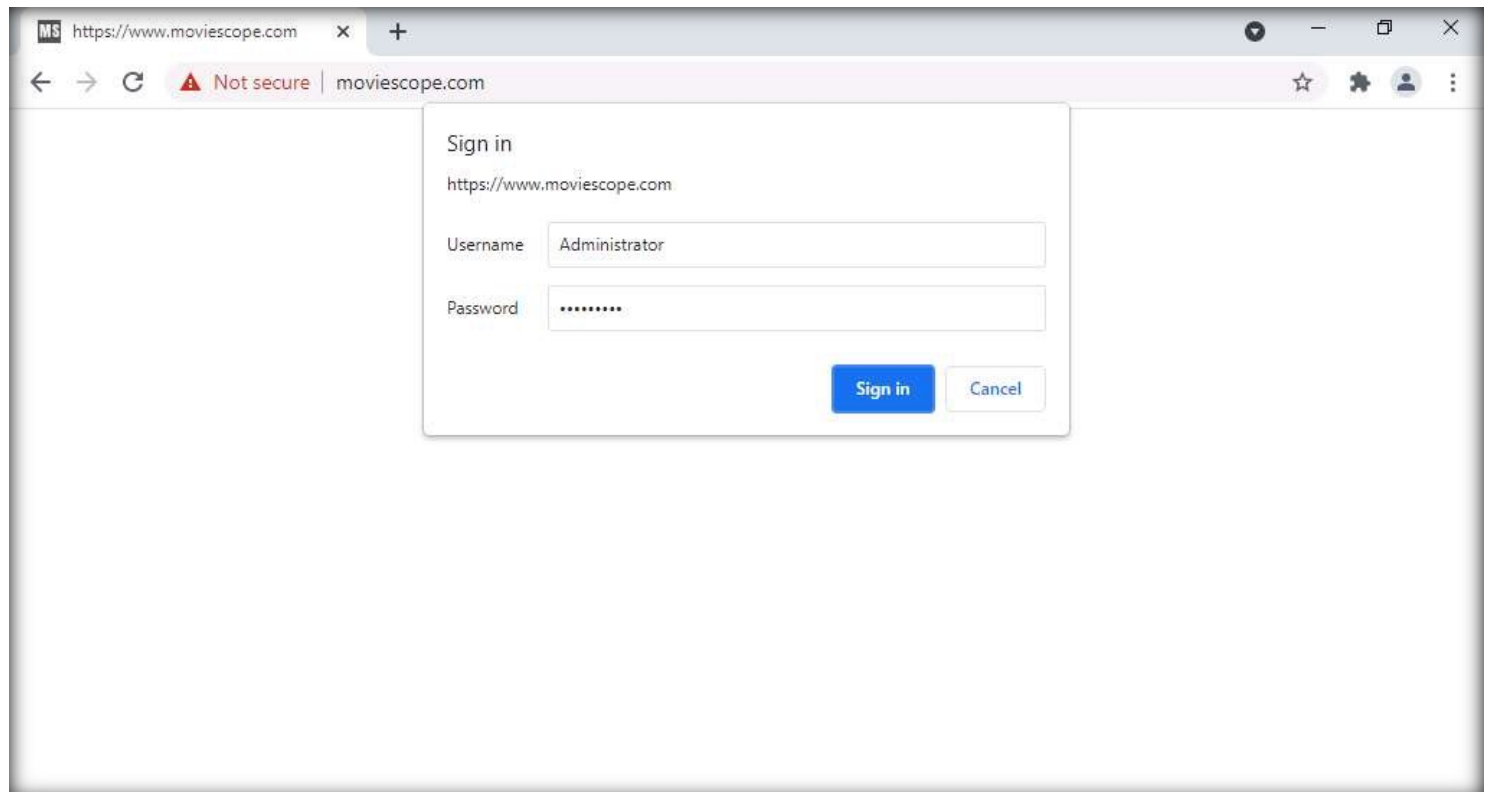 MS https://www.moviescope.com
Not secure moviescope.com
Sign in
https://www.moviescope.com
Username Administrator
Password •••••••••
Sign in Cancel